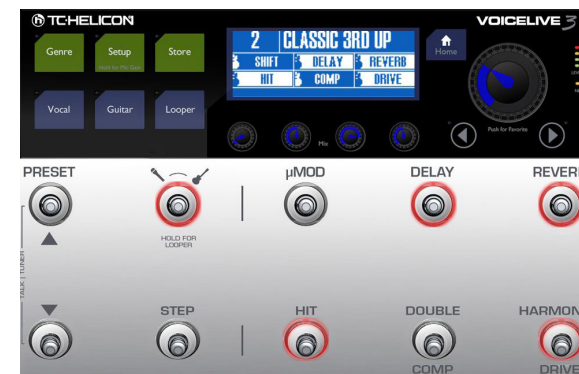 TC·HELICON
VOICELIVE 3
Genre
Setup
Hold for Mix Gear
Store
2 CLASSIC 3RD UP
SHIFT DELAY REVERB
HIT COMP DRIVE
Home
Vocal
Guitar
Looper
Mix
Push for Favorite
PRESET
µMOD
DELAY
REVER
HOLD FOR
LOOPER
TALK | TUNER
STEP
HIT
DOUBLE
HARMON
COMP
DRIVE